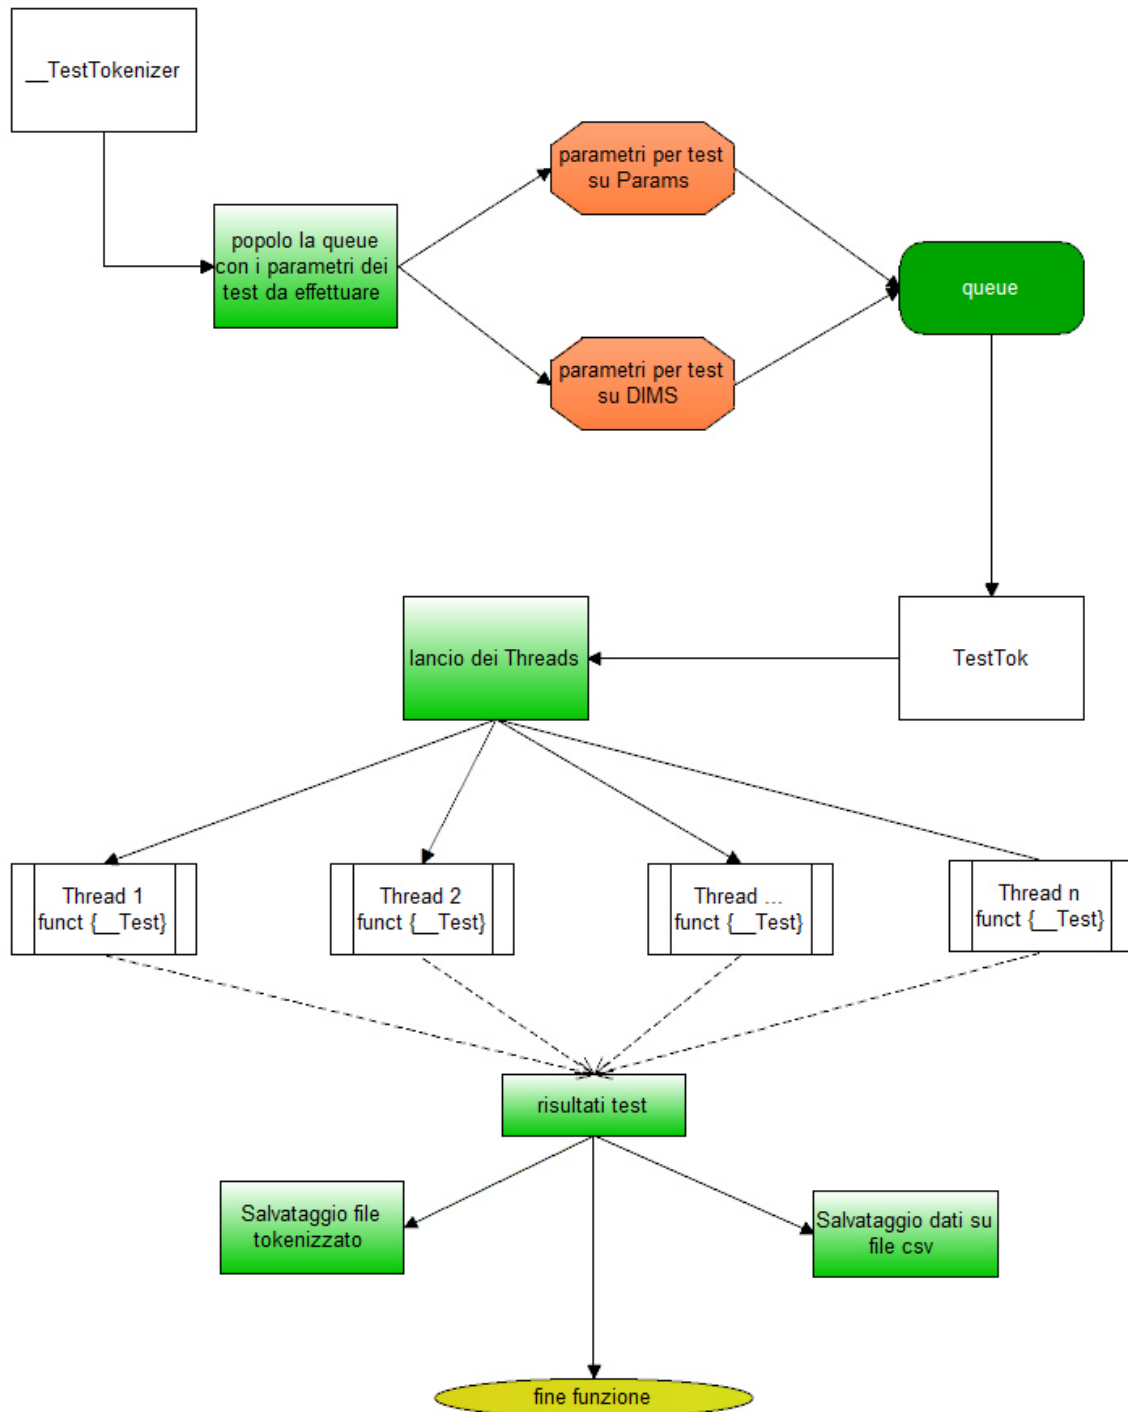 __TestTokenizer
parametri per test
su Params
popolo la queue
con i parametri dei
test da effettuare
queue
parametri per test
su DIMS
lancio dei Threads
TestTok
Thread 1
funct {__Test}
Thread 2
funct {__Test}
Thread ...
funct {__Test}
Thread n
funct {__Test}
risultati test
Salvataggio file
tokenizzato
Salvataggio dati su
file csv
fine funzione